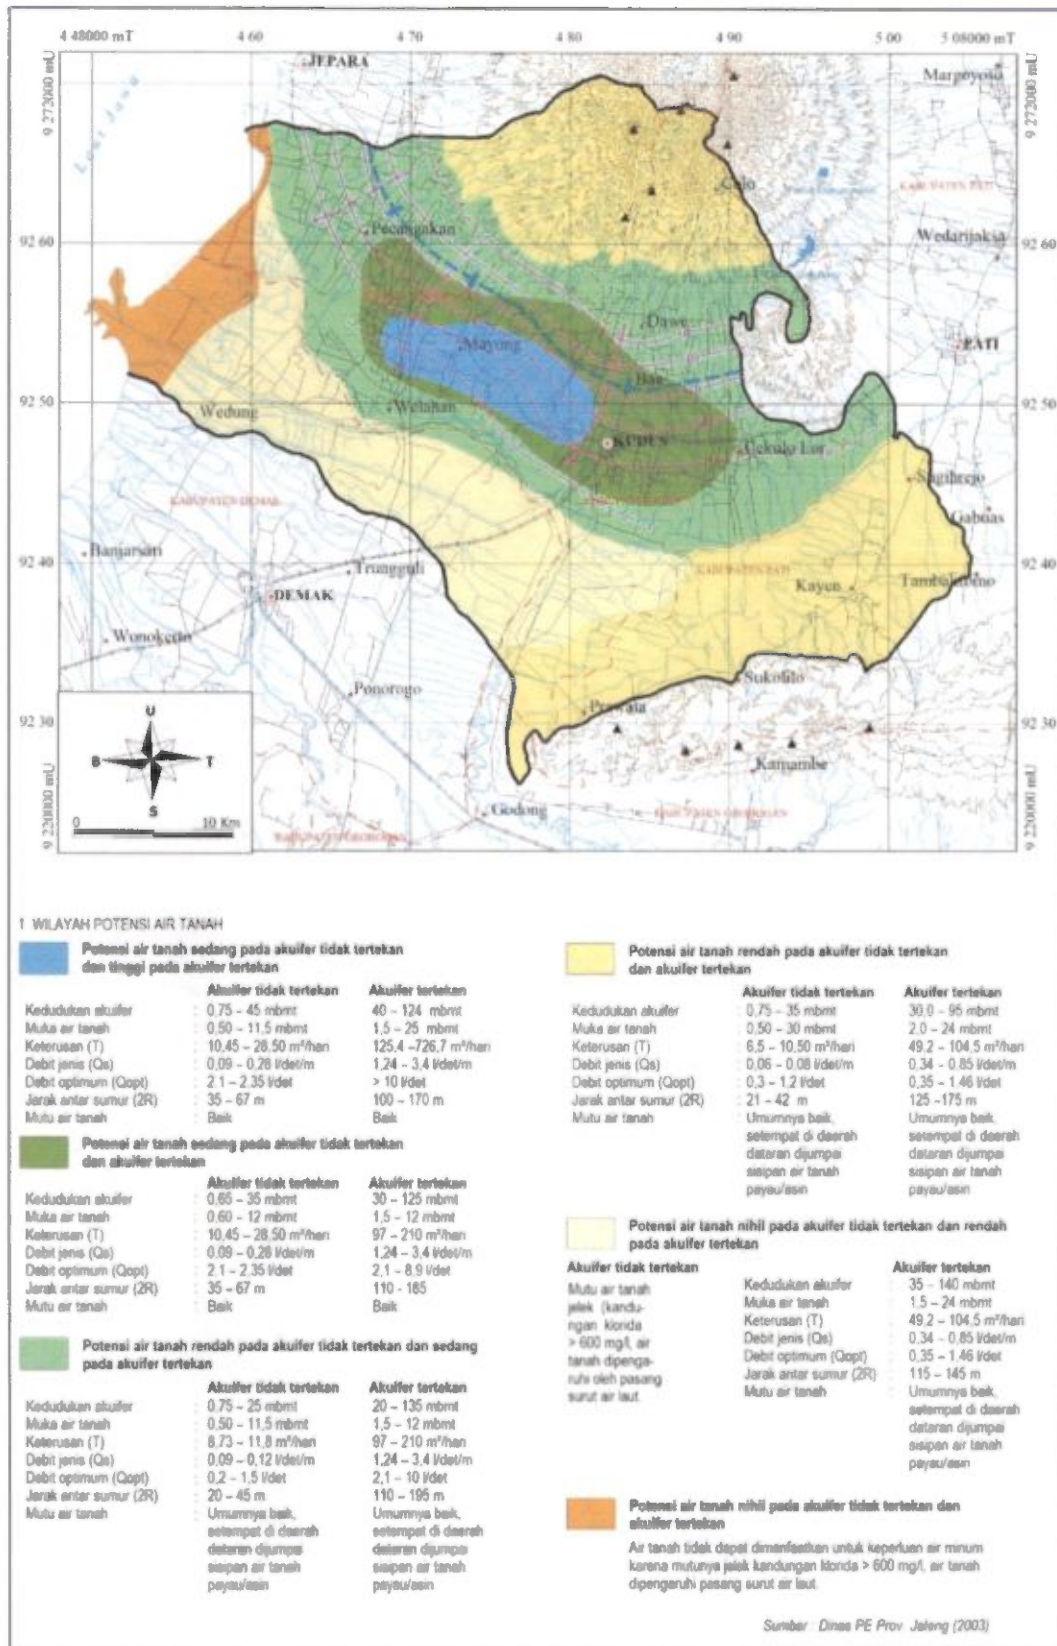 4 48000 mT
4 60
4 70
4 80
4 90
5 00
5 08000 mT
9 272000 mU
9 272000 mU
Laut Jawa
JEPARA
Margoyoso
Colo
KABUPATEN PATI
Wedarijaksa
Pecangakan
92 60
92 60
Dawe
PATI
Mayong
Bae
92 50
92 50
Wedung
Welahan
KUDUS
KABUPATEN DEMAK
Gabuas
92 40
92 40
Banjarsari
Trungguli
KABUPATEN PATI
Kayen
DEMAK
Wonokerto
Ponorogo
Sukolilo
Prawata
92 30
92 30
Godong
U
B
T
S
0
10 Km
9 220000 mU
9 220000 mU
1 WILAYAH POTENSI AIR TANAH
Potensi air tanah sedang pada akuifer tidak tertekan
dan tinggi pada akuifer tertekan
Akuifer tidak tertekan Akuifer tertekan
Kedudukan akuifer : 0,75 – 45 mbmt 40 – 124 mbmt
Muka air tanah : 0,50 – 11,5 mbmt 1,5 – 25 mbmt
Keterusan (T) : 10,45 – 28,50 m²/hari 125,4 –726,7 m²/hari
Debit jenis (Qs) : 0,09 – 0,28 l/det/m 1,24 – 3,4 l/det/m
Debit optimum (Qopt) : 2.1 – 2.35 l/det > 10 l/det
Jarak antar sumur (2R) : 35 – 67 m 100 – 170 m
Mutu air tanah : Baik Baik
Potensi air tanah sedang pada akuifer tidak tertekan
dan akuifer tertekan
Akuifer tidak tertekan Akuifer tertekan
Kedudukan akuifer : 0,65 – 35 mbmt 30 – 125 mbmt
Muka air tanah : 0,60 – 12 mbmt 1,5 – 12 mbmt
Keterusan (T) : 10,45 – 28,50 m²/hari 97 – 210 m²/hari
Debit jenis (Qs) : 0,09 – 0,28 l/det/m 1,24 – 3,4 l/det/m
Debit optimum (Qopt) : 2.1 – 2.35 l/det 2,1 – 8,9 l/det
Jarak antar sumur (2R) : 35 – 67 m 110 - 185
Mutu air tanah : Baik Baik
Potensi air tanah rendah pada akuifer tidak tertekan dan sedang
pada akuifer tertekan
Akuifer tidak tertekan Akuifer tertekan
Kedudukan akuifer : 0.75 – 25 mbmt 20 – 135 mbmt
Muka air tanah : 0,50 – 11,5 mbmt 1,5 – 12 mbmt
Keterusan (T) : 8,73 – 11,8 m²/hari 97 – 210 m²/hari
Debit jenis (Qs) : 0,09 – 0,12 l/det/m 1,24 – 3,4 l/det/m
Debit optimum (Qopt) : 0,2 – 1,5 l/det 2,1 – 10 l/det
Jarak antar sumur (2R) : 20 – 45 m 110 – 195 m
Mutu air tanah : Umumnya baik, Umumnya baik,
setempat di daerah setempat di daerah
dataran dijumpai dataran dijumpai
sisipan air tanah sisipan air tanah
payau/asin payau/asin
Potensi air tanah rendah pada akuifer tidak tertekan
dan akuifer tertekan
Akuifer tidak tertekan Akuifer tertekan
Kedudukan akuifer : 0,75 – 35 mbmt 30,0 – 95 mbmt
Muka air tanah : 0.50 – 30 mbmt 2.0 – 24 mbmt
Keterusan (T) : 6,5 – 10,50 m²/hari 49,2 – 104,5 m²/hari
Debit jenis (Qs) : 0,06 – 0,08 l/det/m 0,34 – 0,85 l/det/m
Debit optimum (Qopt) : 0,3 – 1,2 l/det 0,35 – 1,46 l/det
Jarak antar sumur (2R) : 21 – 42 m 125 –175 m
Mutu air tanah : Umumnya baik, Umumnya baik,
setempat di daerah setempat di daerah
dataran dijumpai dataran dijumpai
sisipan air tanah sisipan air tanah
payau/asin payau/asin
Potensi air tanah nihil pada akuifer tidak tertekan dan rendah
pada akuifer tertekan
Akuifer tidak tertekan Akuifer tertekan
Mutu air tanah
jelek (kandu-
ngan klorida
> 600 mg/l, air
tanah dipenga-
ruhi oleh pasang
surut air laut.
Kedudukan akuifer : 35 - 140 mbmt
Muka air tanah : 1.5 – 24 mbmt
Keterusan (T) : 49,2 – 104,5 m²/hari
Debit jenis (Qs) : 0,34 - 0,85 l/det/m
Debit optimum (Qopt) : 0,35 – 1,46 l/det
Jarak antar sumur (2R) : 115 – 145 m
Mutu air tanah : Umumnya baik,
setempat di daerah
dataran dijumpai
sisipan air tanah
payau/asin
Potensi air tanah nihil pada akuifer tidak tertekan dan
akuifer tertekan
Air tanah tidak dapat dimanfaatkan untuk keperluan air minum
karena mutunya jelek kandungan klorida > 600 mg/l, air tanah
dipengaruhi pasang surut air laut.
Sumber : Dinas PE Prov. Jateng (2003)